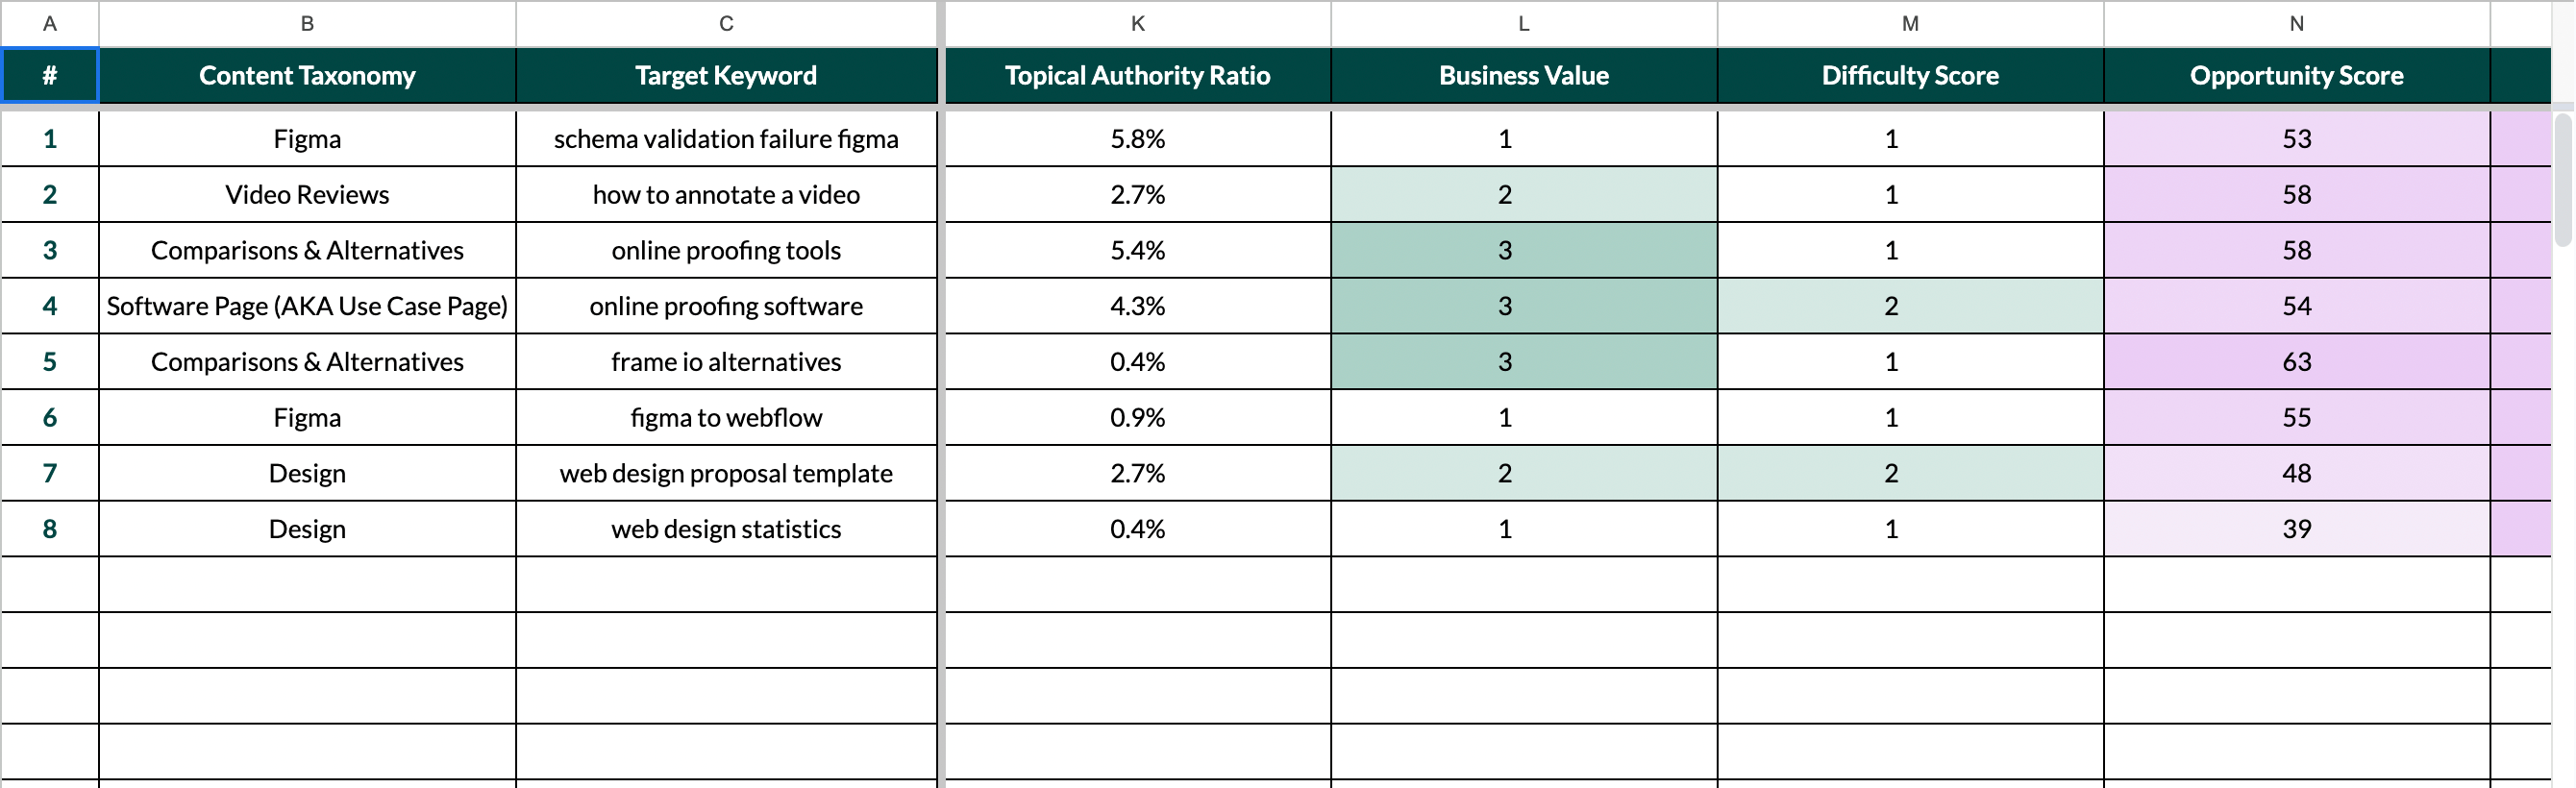 A B C K L M N
# Content Taxonomy Target Keyword Topical Authority Ratio Business Value Difficulty Score Opportunity Score
1 Figma schema validation failure figma 5.8% 1 1 53
2 Video Reviews how to annotate a video 2.7% 2 1 58
3 Comparisons & Alternatives online proofing tools 5.4% 3 1 58
4 Software Page (AKA Use Case Page) online proofing software 4.3% 3 2 54
5 Comparisons & Alternatives frame io alternatives 0.4% 3 1 63
6 Figma figma to webflow 0.9% 1 1 55
7 Design web design proposal template 2.7% 2 2 48
8 Design web design statistics 0.4% 1 1 39